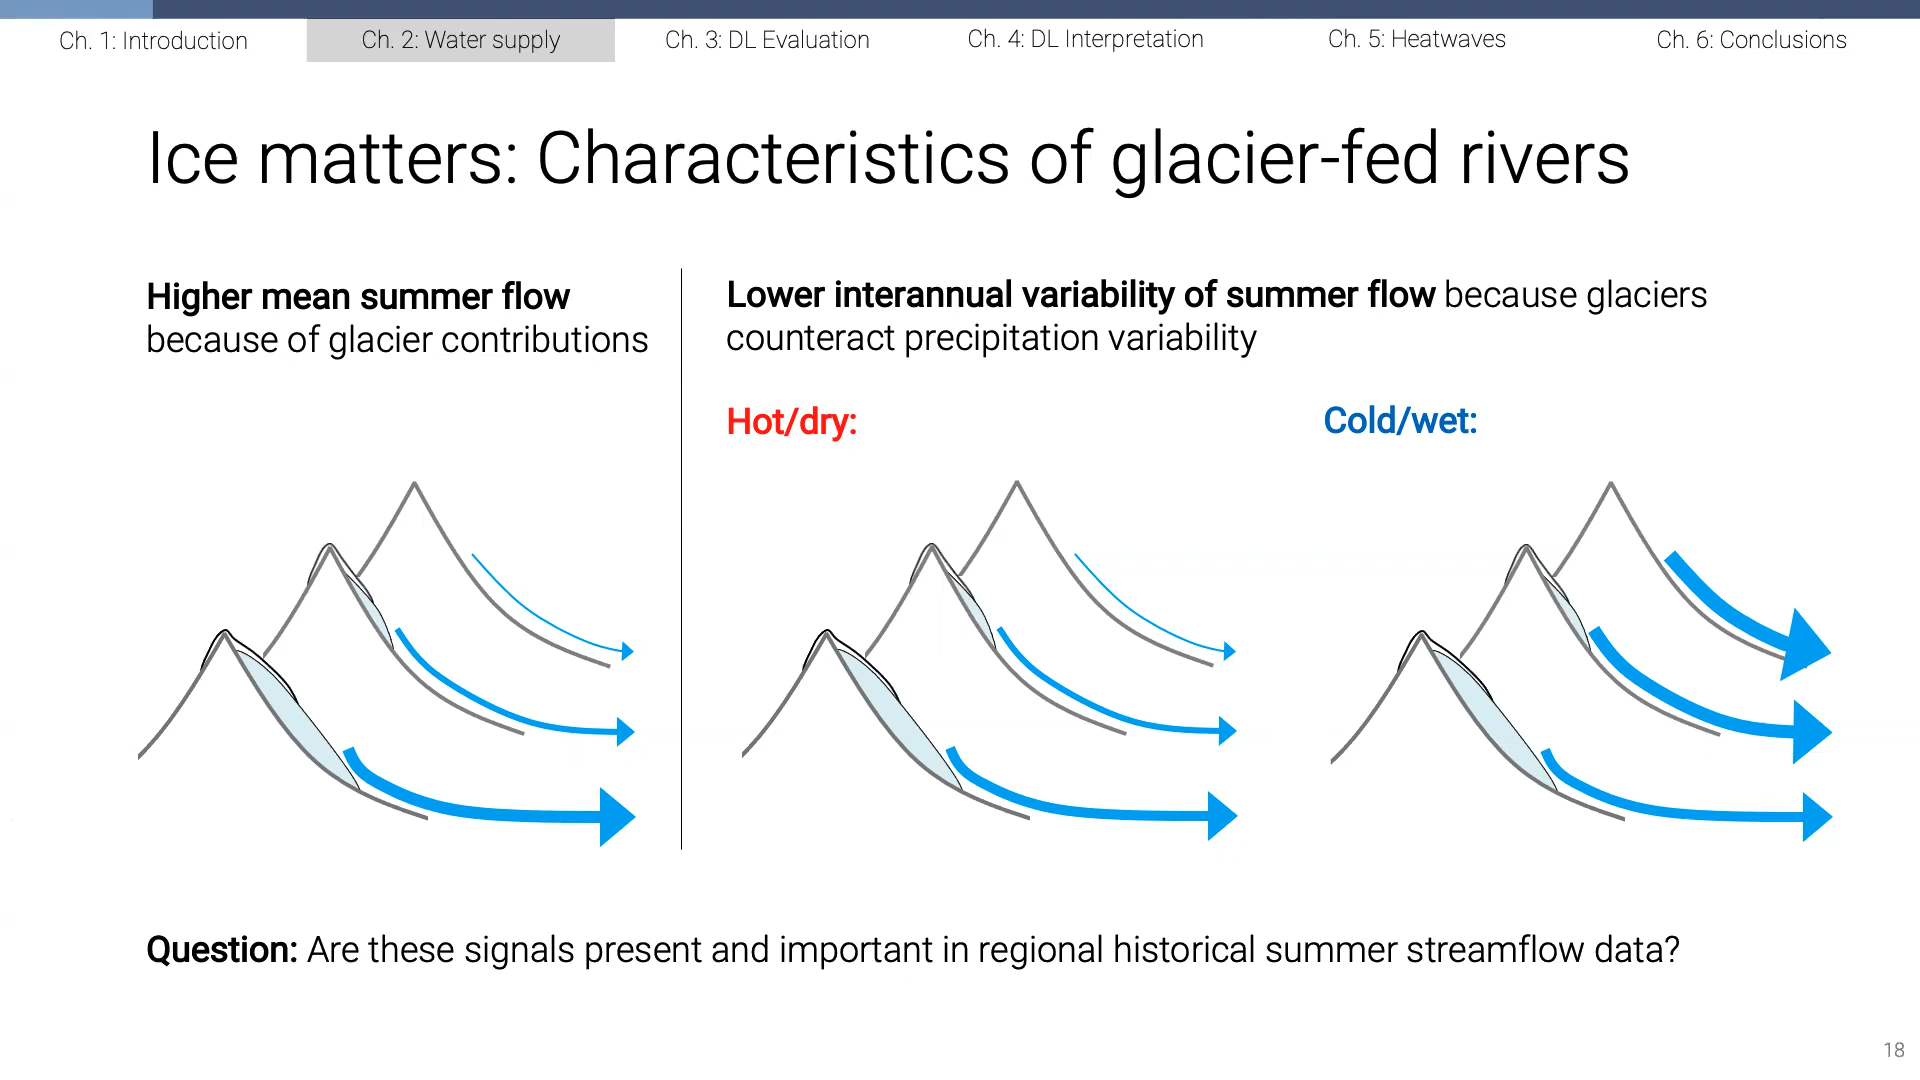 Ch. 1: Introduction
Ch. 2: Water supply
Ch. 3: DL Evaluation
Ch. 4: DL Interpretation
Ch. 5: Heatwaves
Ch. 6: Conclusions
Ice matters: Characteristics of glacier-fed rivers
Higher mean summer flow
because of glacier contributions
Lower interannual variability of summer flow because glaciers
counteract precipitation variability
Hot/dry:
Cold/wet:
Question: Are these signals present and important in regional historical summer streamflow data?
18